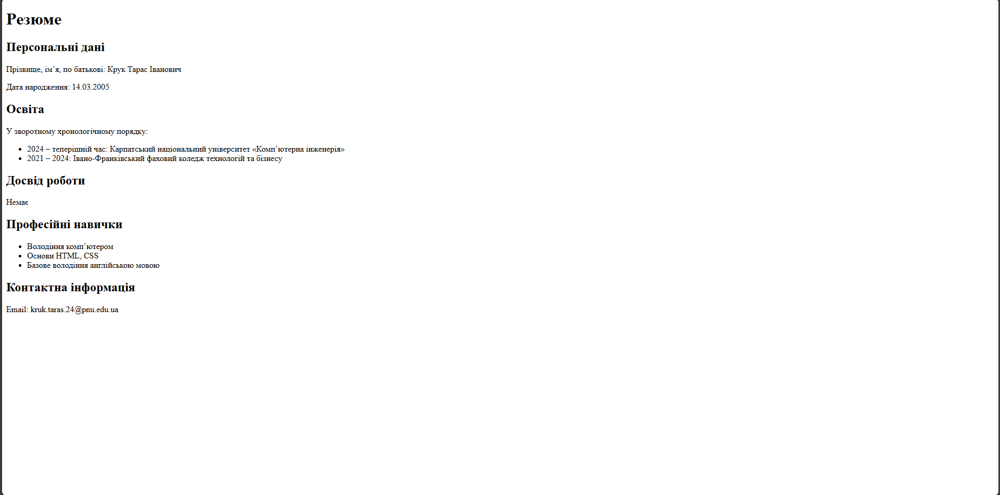 Резюме
Персональні дані
Прізвище, ім’я, по батькові: Крук Тарас Іванович
Дата народження: 14.03.2005
Освіта
У зворотному хронологічному порядку:
• 2024 – теперішній час: Карпатський національний університет «Комп’ютерна інженерія»
• 2021 – 2024: Івано-Франківський фаховий коледж технологій та бізнесу
Досвід роботи
Немає
Професійні навички
• Володіння комп’ютером
• Основи HTML, CSS
• Базове володіння англійською мовою
Контактна інформація
Email: kruk.taras.24@pnu.edu.ua